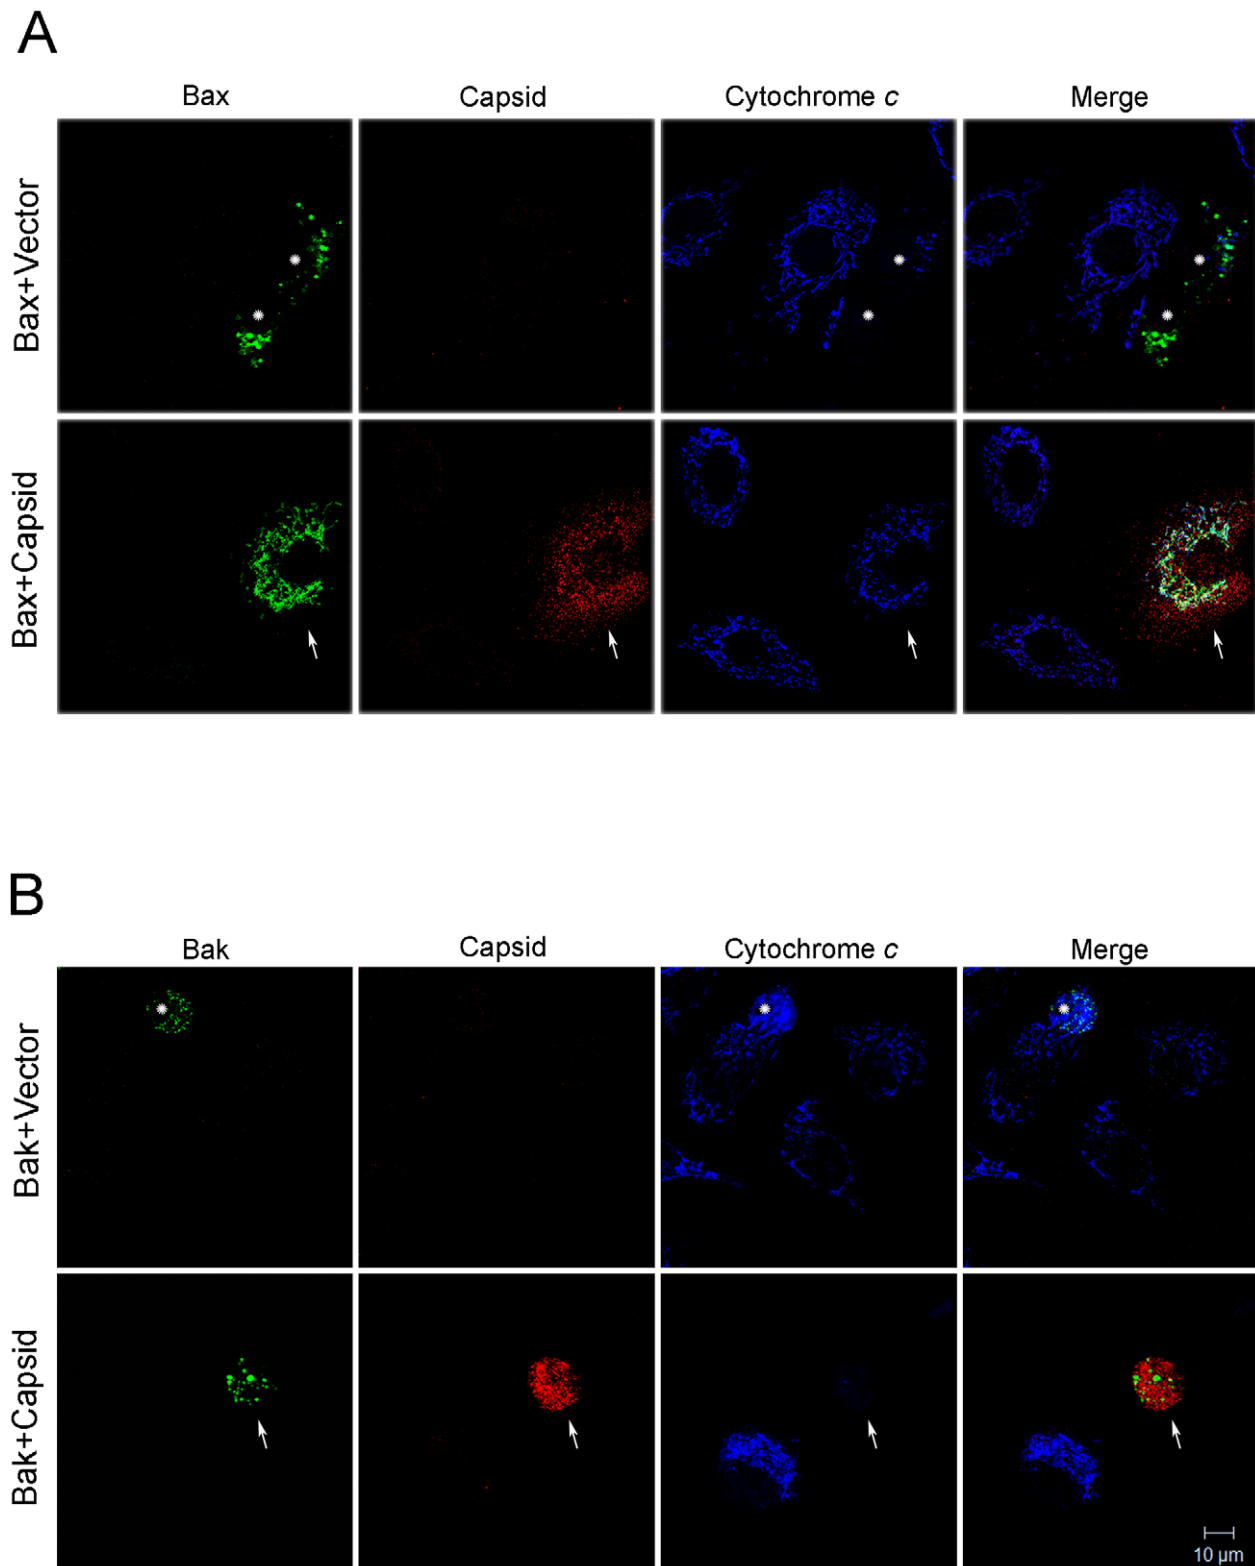 A
Bax Capsid Cytochrome c Merge
Bax+Vector
Bax+Capsid
B
Bak Capsid Cytochrome c Merge
Bak+Vector
Bak+Capsid
10 µm